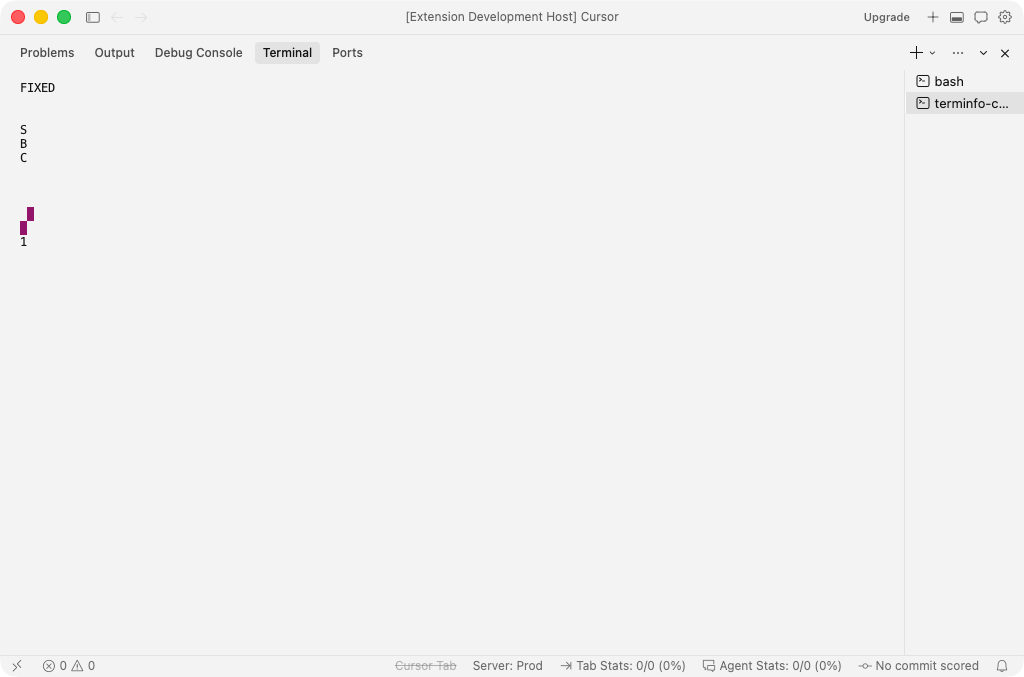 [Extension Development Host] Cursor
Upgrade
Problems Output Debug Console Terminal Ports
bash
terminfo-c...
FIXED
S
B
C
1
0 0
Cursor Tab Server: Prod Tab Stats: 0/0 (0%) Agent Stats: 0/0 (0%) No commit scored